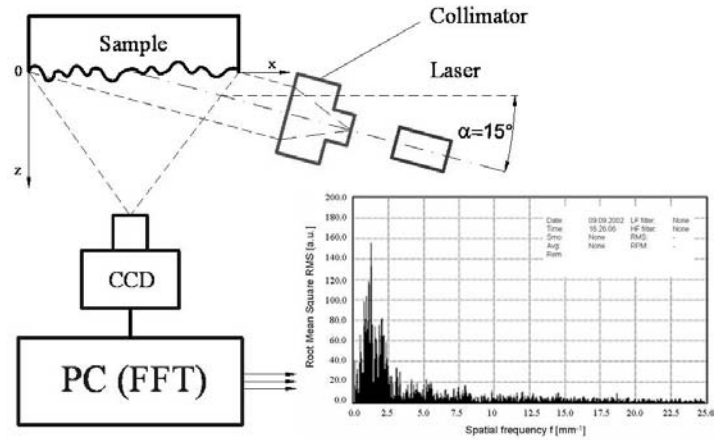 Collimator
Sample
Laser
0
x
α=15°
z
CCD
PC (FFT)
Root Mean Square RMS [a.u.]
200.0
180.0
160.0
140.0
120.0
100.0
80.0
60.0
40.0
20.0
0.0
Date 09.09.2002 LF filter: None
Time 16.26.06 HF filter: None
Smo: None RMS: -
Avg: None RPM: -
Rem:
0.0 2.5 5.0 7.5 10.0 12.5 15.0 17.5 20.0 22.5 25.0
Spatial frequency f [mm⁻¹]